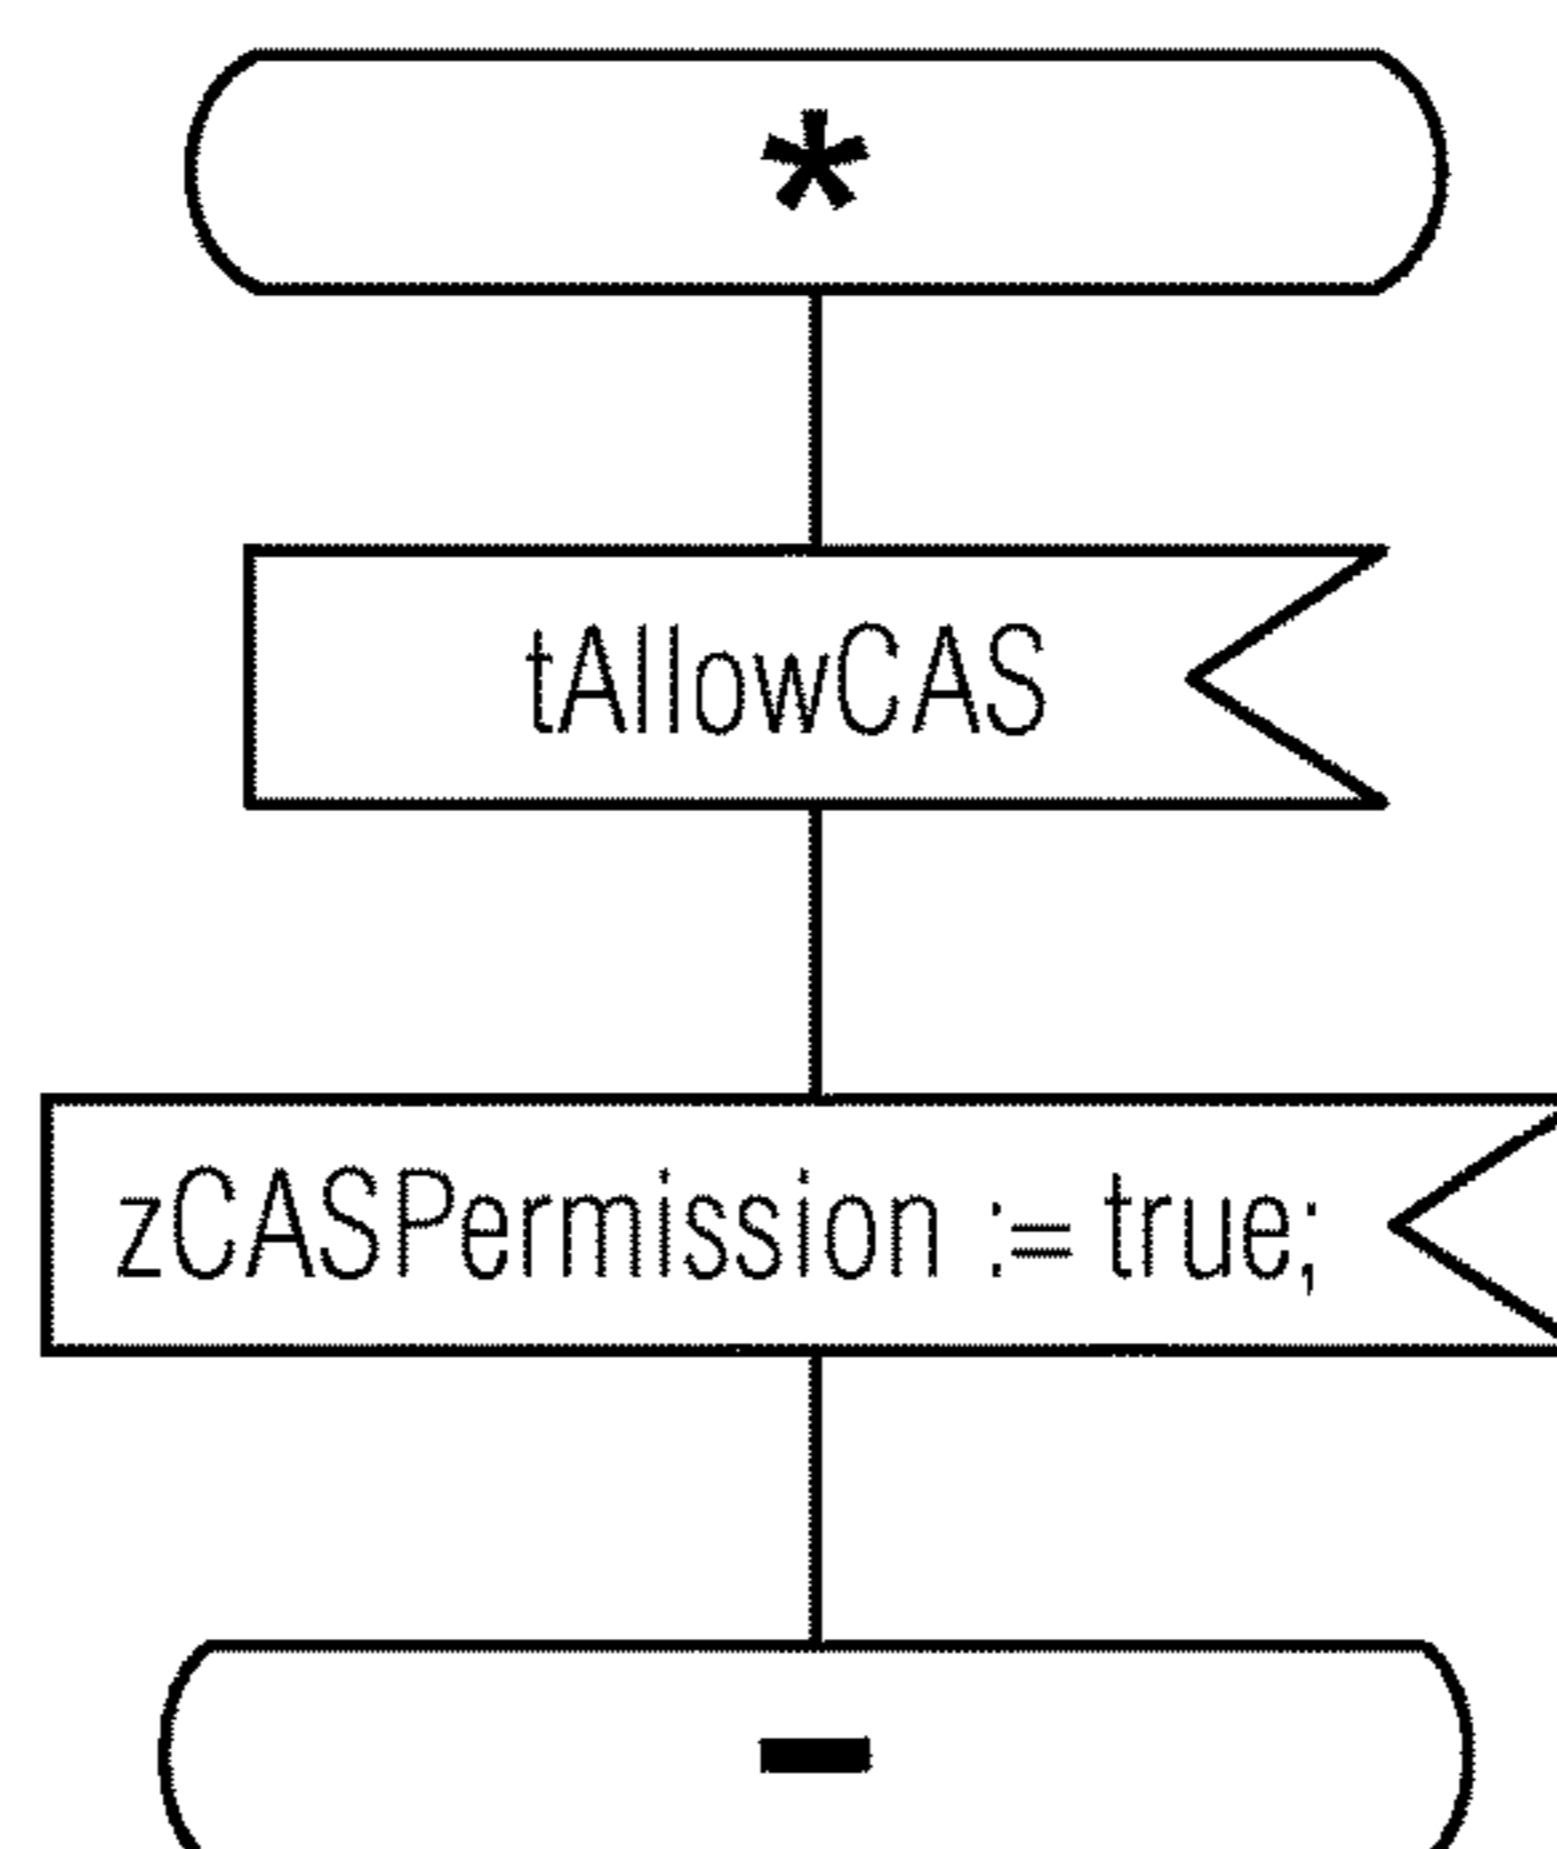 *
tAllowCAS
zCASPermission := true;
-